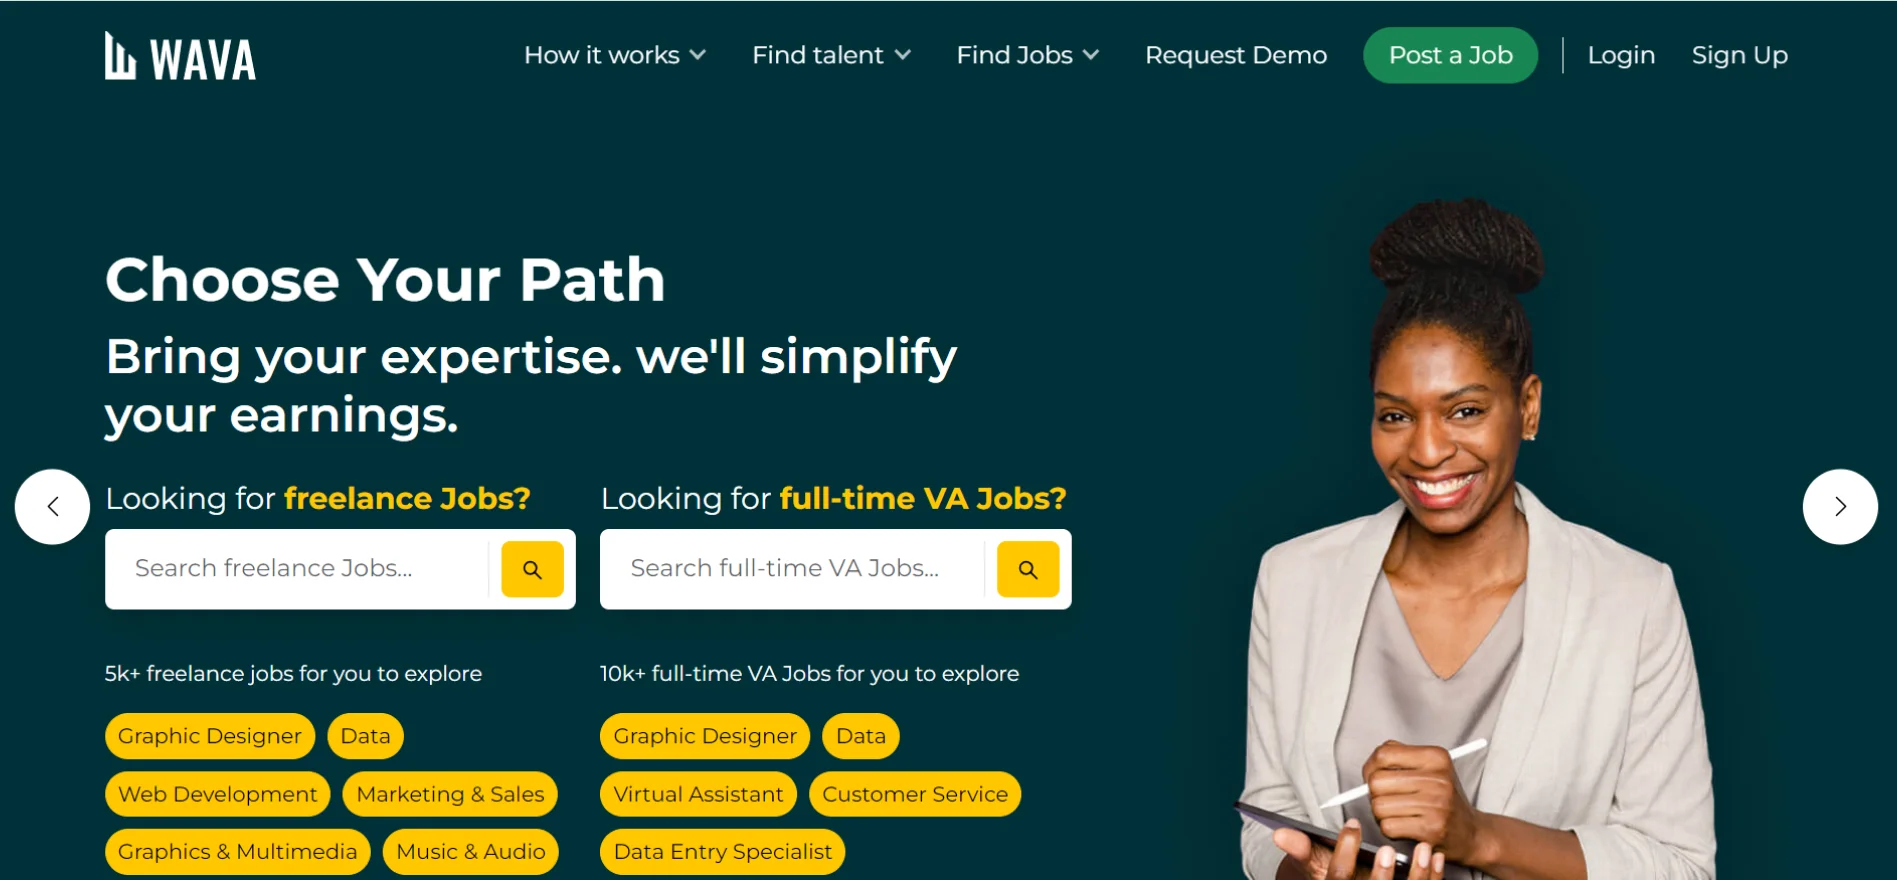 WAVA
How it works
Find talent
Find Jobs
Request Demo
Post a Job
Login
Sign Up
Choose Your Path
Bring your expertise. we'll simplify
your earnings.
Looking for freelance Jobs?
Search freelance Jobs...
5k+ freelance jobs for you to explore
Graphic Designer
Data
Web Development
Marketing & Sales
Graphics & Multimedia
Music & Audio
Looking for full-time VA Jobs?
Search full-time VA Jobs...
10k+ full-time VA Jobs for you to explore
Graphic Designer
Data
Virtual Assistant
Customer Service
Data Entry Specialist